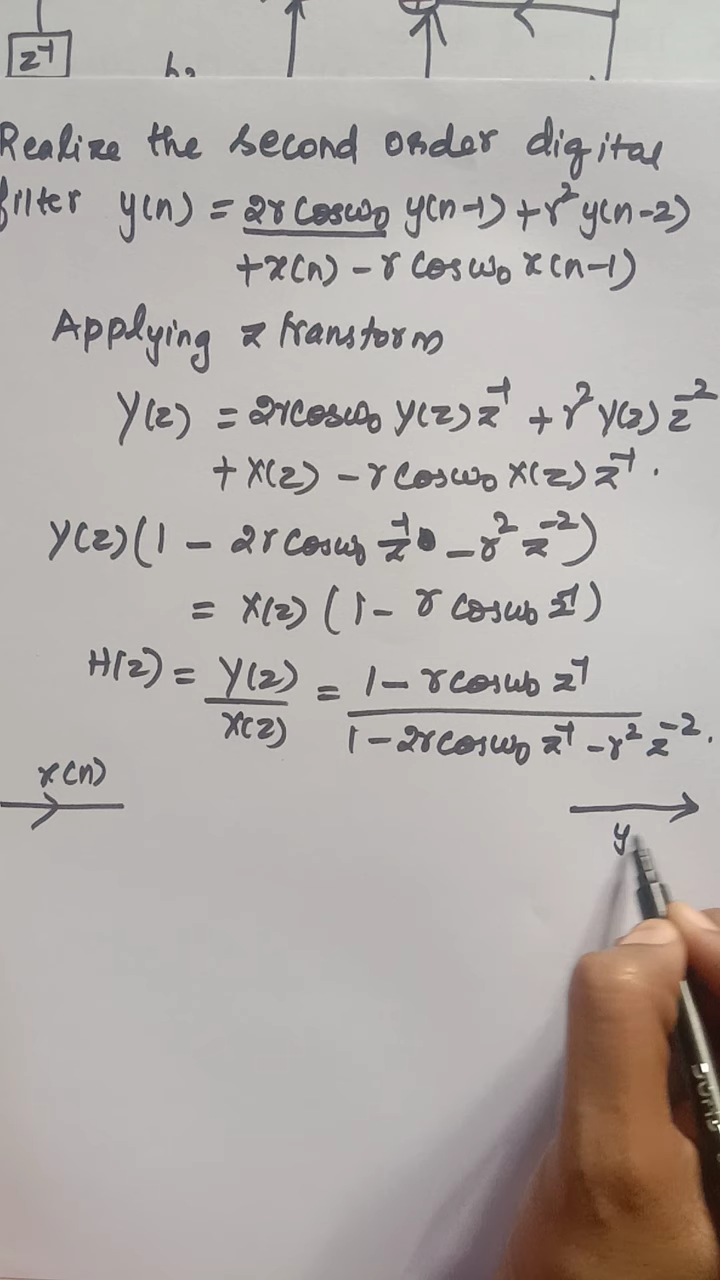 z⁻¹
Realize the second order digital
filter y(n) = 2r cosω₀ y(n-1) + r² y(n-2)
+ x(n) - r cosω₀ x(n-1)
Applying z transform
Y(z) = 2r cosω₀ Y(z) z⁻¹ + r² Y(z) z⁻²
+ X(z) - r cosω₀ X(z) z⁻¹.
Y(z) (1 - 2r cosω₀ z⁻¹ - r² z⁻²)
= X(z) (1 - r cosω₀ z⁻¹)
H(z) = Y(z)/X(z) = 1 - r cosω₀ z⁻¹ / 1 - 2r cosω₀ z⁻¹ - r² z⁻².
x(n)
y